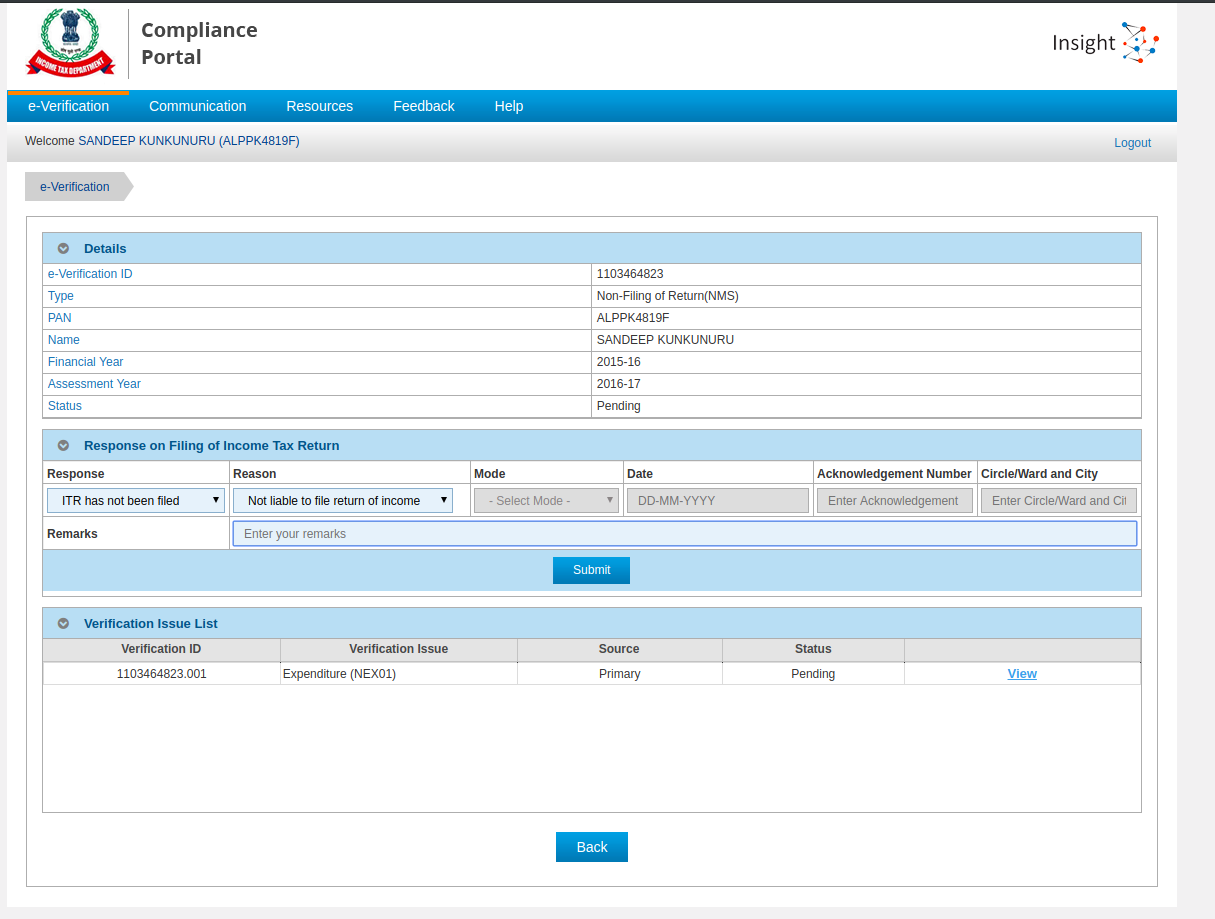 Compliance
Portal
INCOME TAX DEPARTMENT
Insight
e-Verification Communication Resources Feedback Help
Welcome SANDEEP KUNKUNURU (ALPPK4819F) Logout
e-Verification
Details
e-Verification ID 1103464823
Type Non-Filing of Return(NMS)
PAN ALPPK4819F
Name SANDEEP KUNKUNURU
Financial Year 2015-16
Assessment Year 2016-17
Status Pending
Response on Filing of Income Tax Return
Response Reason Mode Date Acknowledgement Number Circle/Ward and City
ITR has not been filed Not liable to file return of income - Select Mode - DD-MM-YYYY Enter Acknowledgement Enter Circle/Ward and Cit
Remarks Enter your remarks
Submit
Verification Issue List
Verification ID Verification Issue Source Status
1103464823.001 Expenditure (NEX01) Primary Pending View
Back